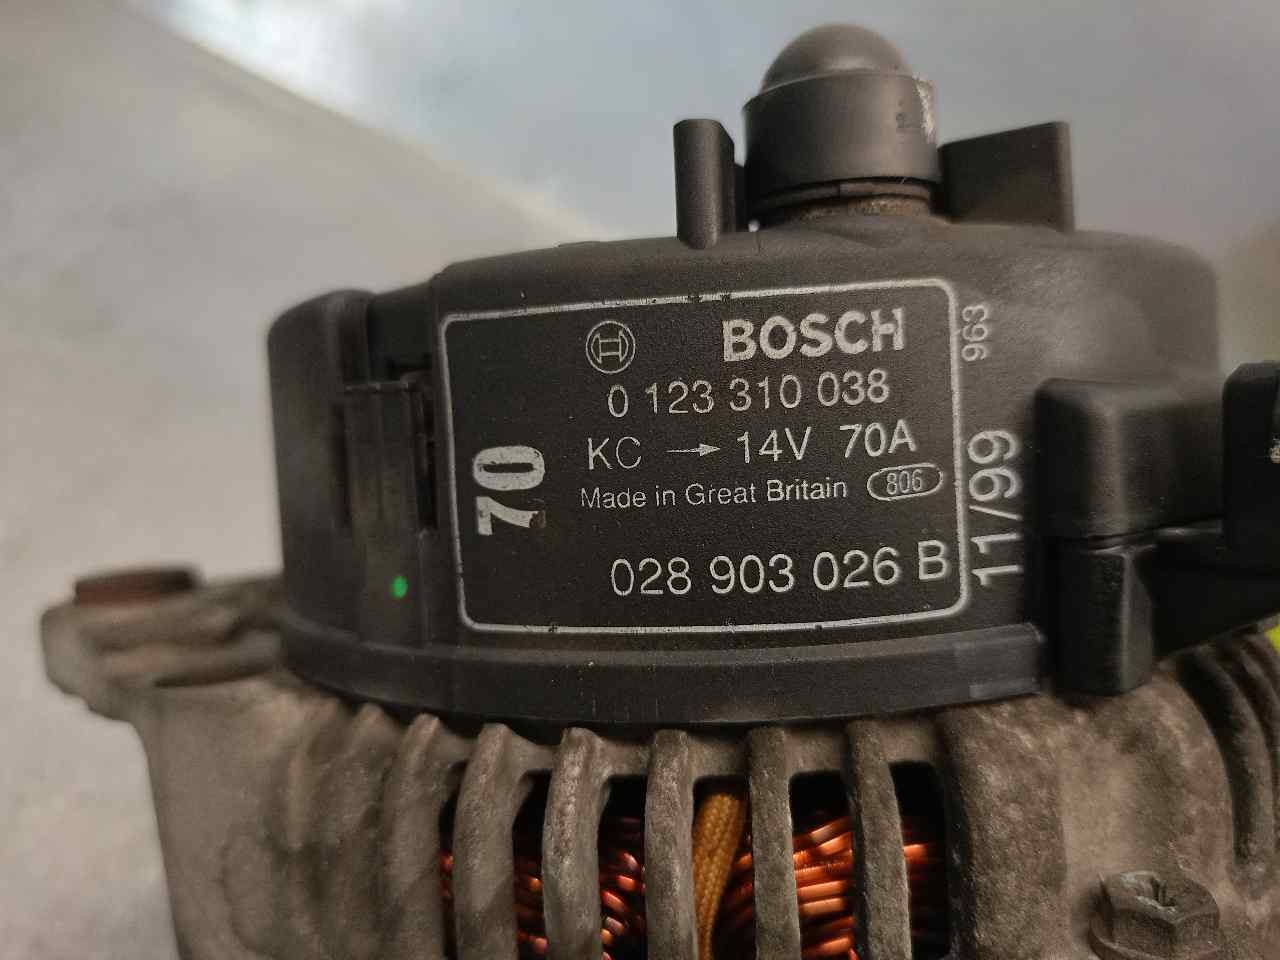 BOSCH
0 123 310 038
KC → 14V 70A
Made in Great Britain 806
028 903 026 B
70
963
11/99